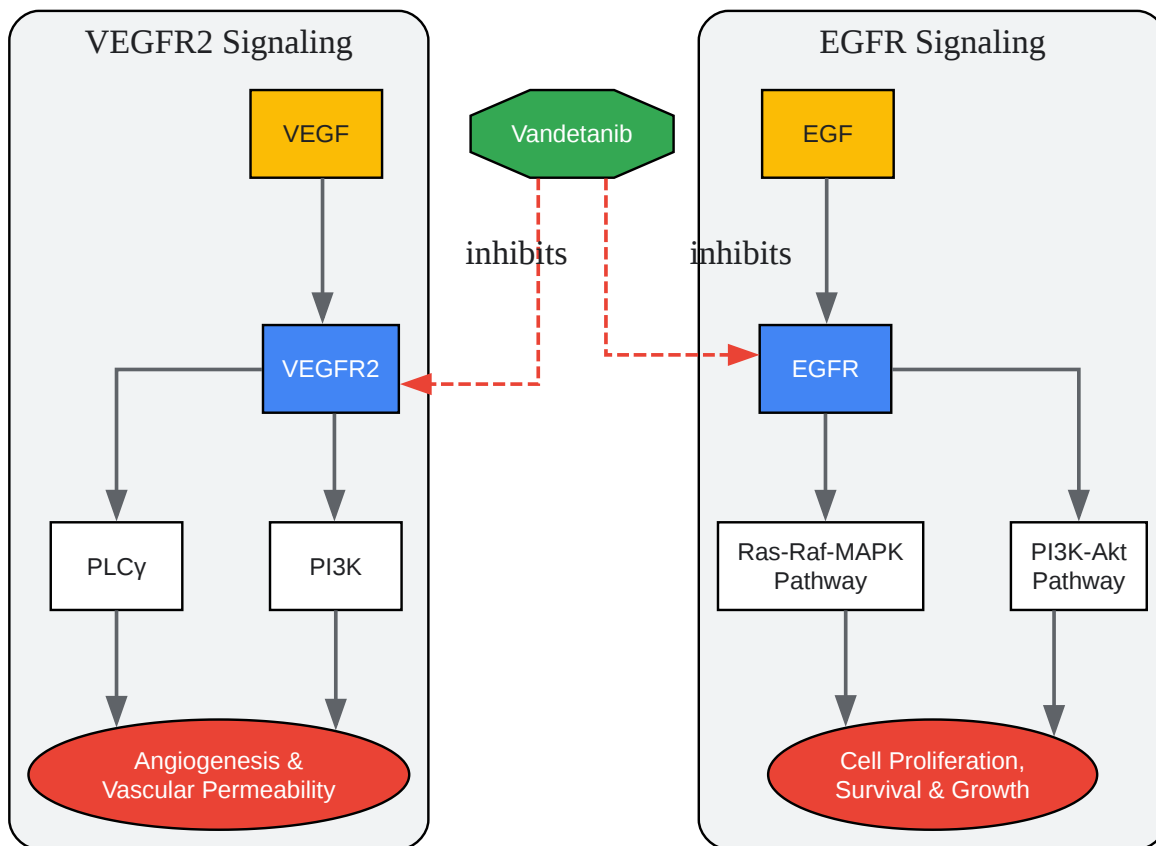 VEGFR2 Signaling
EGFR Signaling
VEGF
Vandetanib
EGF
inhibits
inhibits
VEGFR2
EGFR
PLCγ
PI3K
Ras-Raf-MAPK
Pathway
PI3K-Akt
Pathway
Angiogenesis &
Vascular Permeability
Cell Proliferation,
Survival & Growth